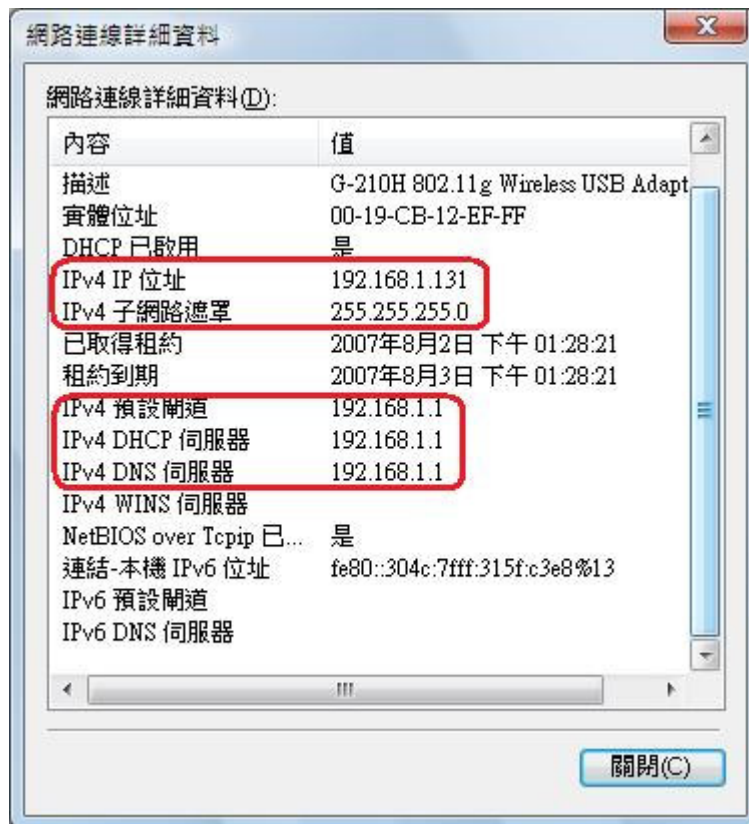 網路連線詳細資料
網路連線詳細資料(D):
內容 值
描述 G-210H 802.11g Wireless USB Adapt
實體位址 00-19-CB-12-EF-FF
DHCP 已啟用 是
IPv4 IP 位址 192.168.1.131
IPv4 子網路遮罩 255.255.255.0
已取得租約 2007年8月2日 下午 01:28:21
租約到期 2007年8月3日 下午 01:28:21
IPv4 預設閘道 192.168.1.1
IPv4 DHCP 伺服器 192.168.1.1
IPv4 DNS 伺服器 192.168.1.1
IPv4 WINS 伺服器
NetBIOS over Tcpip 已... 是
連結-本機 IPv6 位址 fe80::304c:7fff:315f:c3e8%13
IPv6 預設閘道
IPv6 DNS 伺服器
關閉(C)